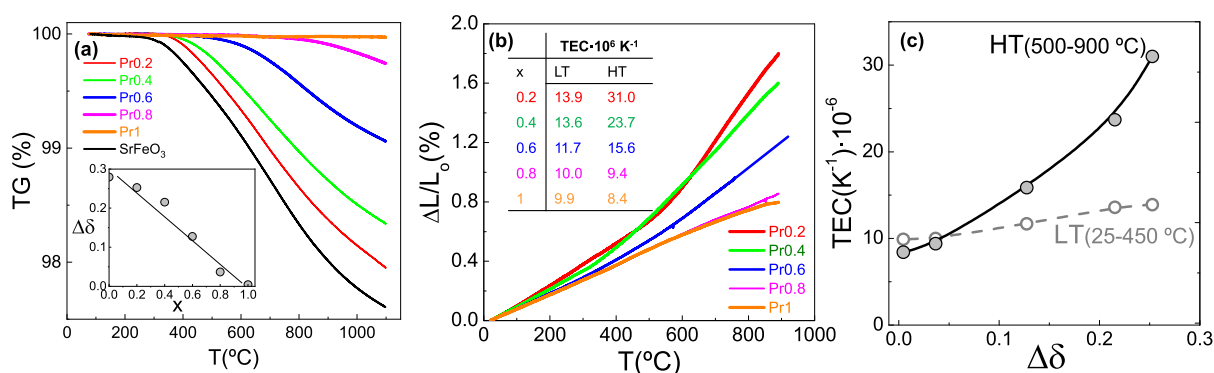 (a)
Pr0.2
Pr0.4
Pr0.6
Pr0.8
Pr1
SrFeO₃
TG (%)
100
99
98
0 200 400 600 800 1000
T(ºC)
Δδ
0.3
0.2
0.1
0.0
0.0 0.2 0.4 0.6 0.8 1.0
x
(b)
TEC·10⁶ K⁻¹
x LT HT
0.2 13.9 31.0
0.4 13.6 23.7
0.6 11.7 15.6
0.8 10.0 9.4
1 9.9 8.4
ΔL/Lₒ(%)
2.0
1.6
1.2
0.8
0.4
0.0
Pr0.2
Pr0.4
Pr0.6
Pr0.8
Pr1
0 200 400 600 800 1000
T(ºC)
(c)
HT(500-900 ºC)
LT(25-450 ºC)
TEC(K⁻¹)·10⁻⁶
30
20
10
0
0.0 0.1 0.2 0.3
Δδ